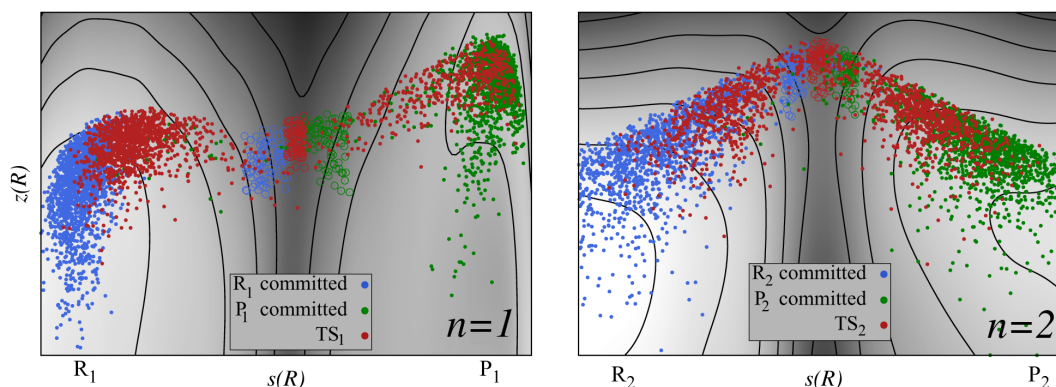 z(R)
R1 committed
P1 committed
TS1
n=1
R1
s(R)
P1
R2 committed
P2 committed
TS2
n=2
R2
s(R)
P2